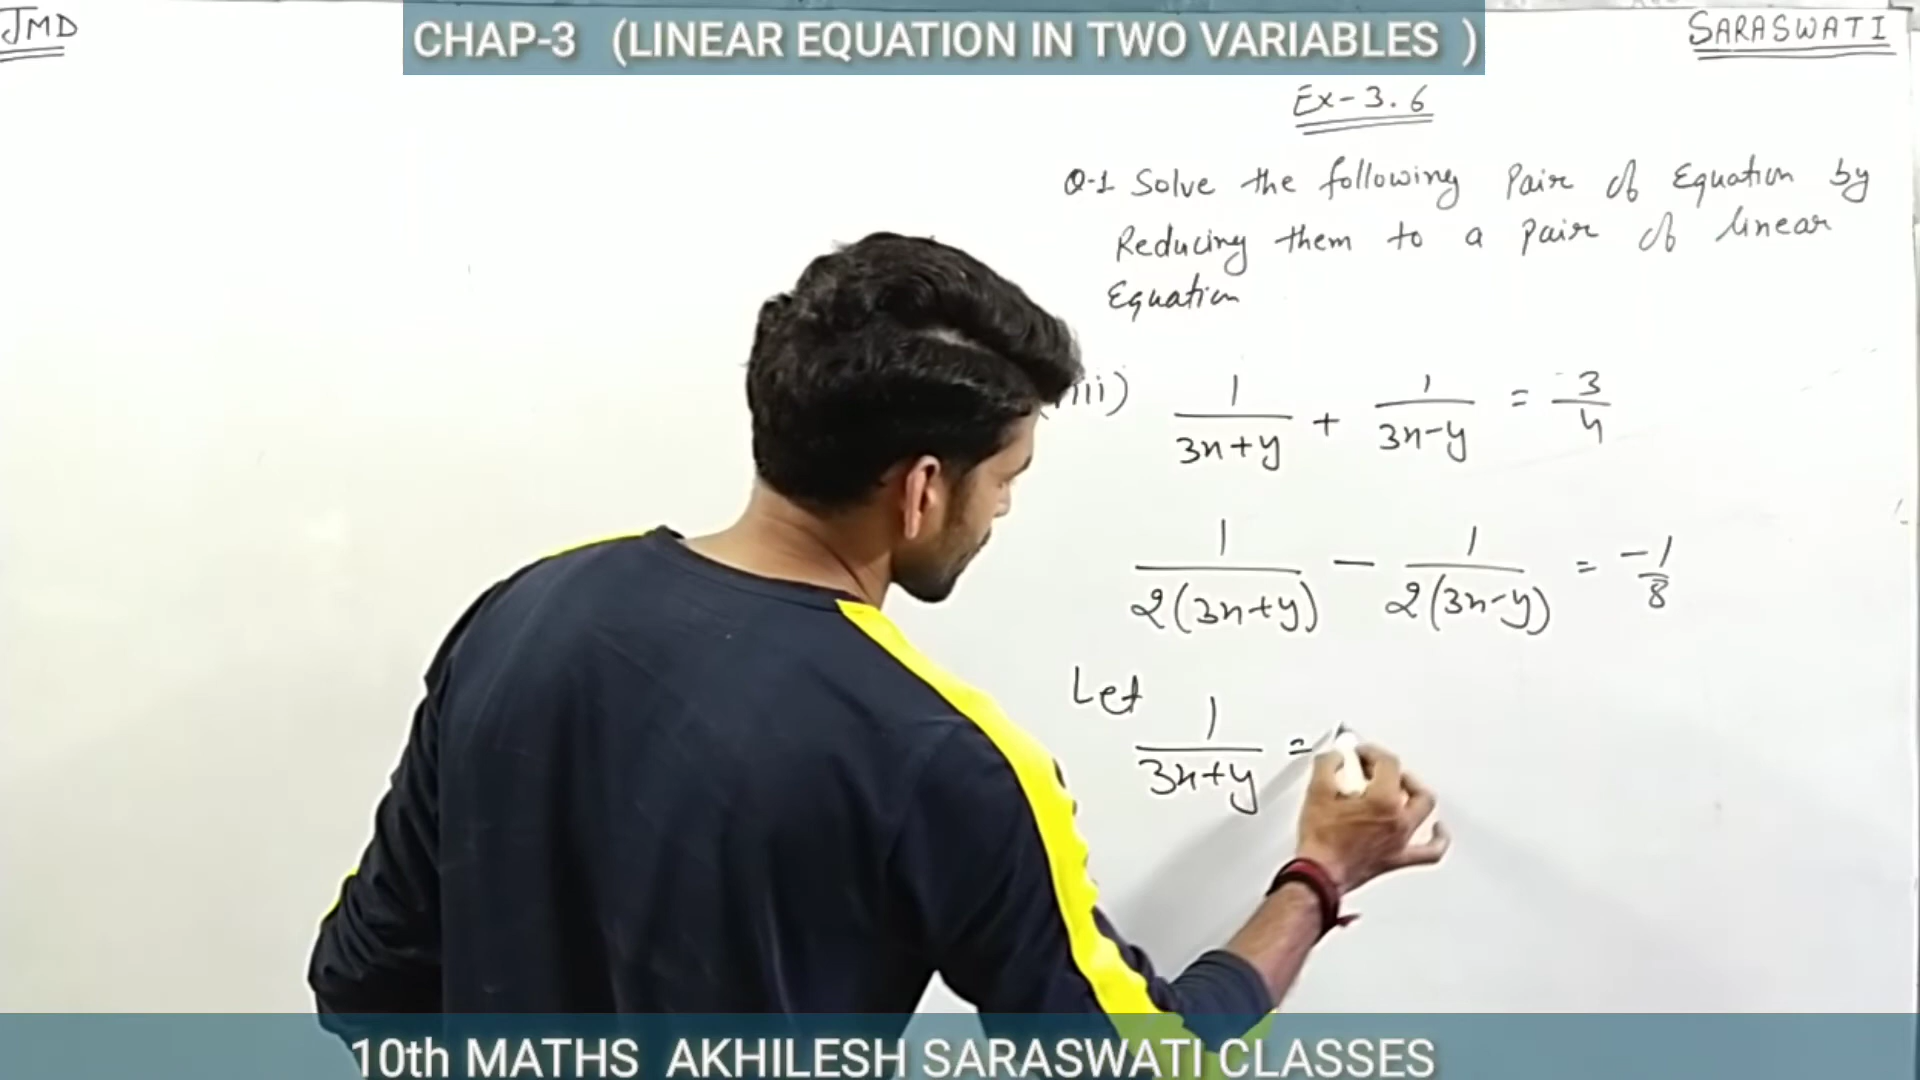 JMD
CHAP-3 (LINEAR EQUATION IN TWO VARIABLES )
SARASWATI
Ex-3.6
Q-1 Solve the following Pair of Equation by
Reducing them to a pair of linear
Equation
iii) 1/(3x+y) + 1/(3x-y) = 3/4
1/(2(3x+y)) - 1/(2(3x-y)) = -1/8
Let
1/(3x+y) =
10th MATHS AKHILESH SARASWATI CLASSES